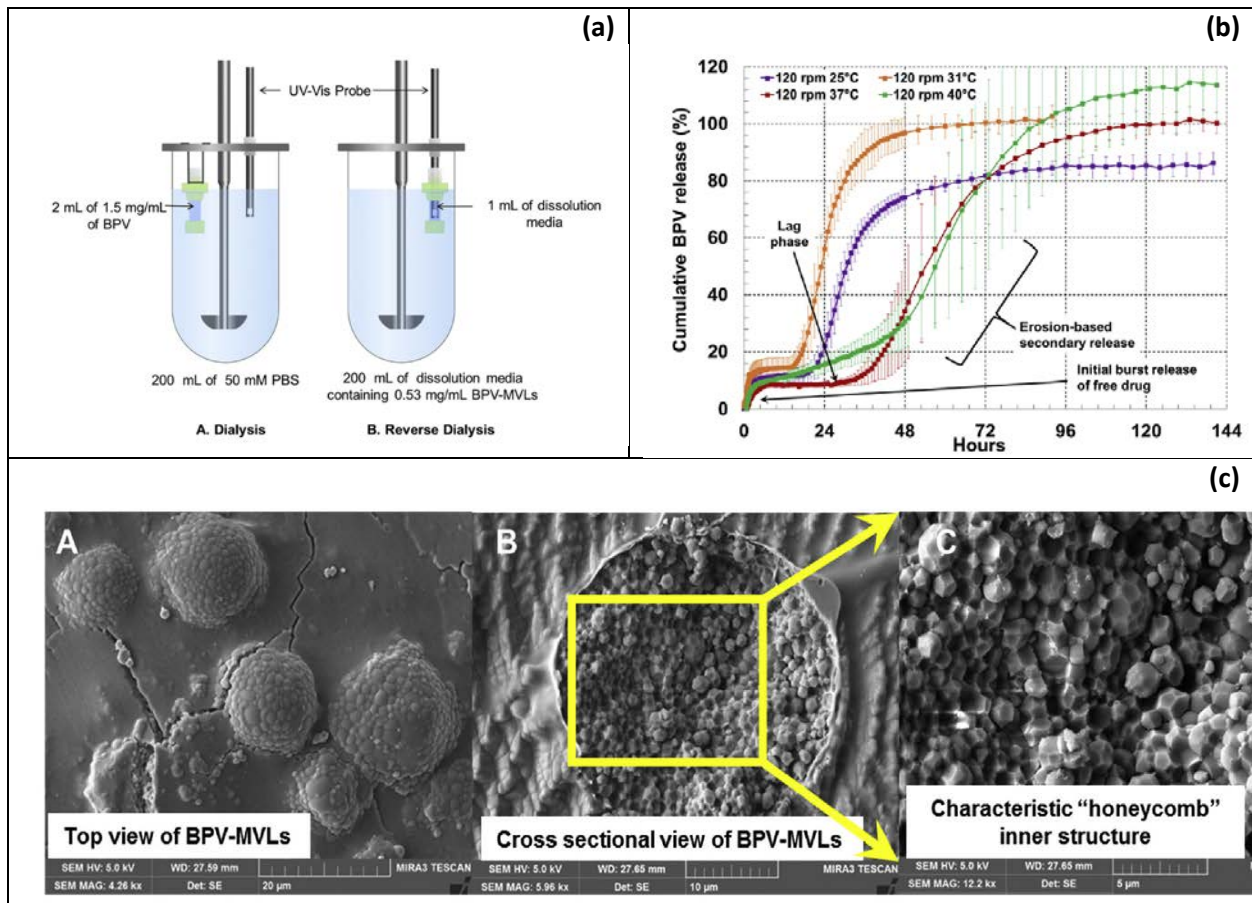 (a)
UV-Vis Probe
2 mL of 1.5 mg/mL
of BPV
1 mL of dissolution
media
200 mL of 50 mM PBS
200 mL of dissolution media
containing 0.53 mg/mL BPV-MVLs
A. Dialysis
B. Reverse Dialysis
(b)
120 rpm 25°C
120 rpm 31°C
120 rpm 37°C
120 rpm 40°C
Cumulative BPV release (%)
120
100
80
60
40
20
0
Lag
phase
Erosion-based
secondary release
Initial burst release
of free drug
0 24 48 72 96 120 144
Hours
(c)
A
Top view of BPV-MVLs
SEM HV: 5.0 kV WD: 27.59 mm MIRA3 TESCAN
SEM MAG: 4.26 kx Det: SE 20 µm
B
Cross sectional view of BPV-MVLs
SEM HV: 5.0 kV WD: 27.65 mm MIRA3 TESCAN
SEM MAG: 5.96 kx Det: SE 10 µm
C
Characteristic “honeycomb”
inner structure
SEM HV: 5.0 kV WD: 27.65 mm
SEM MAG: 12.2 kx Det: SE 5 µm